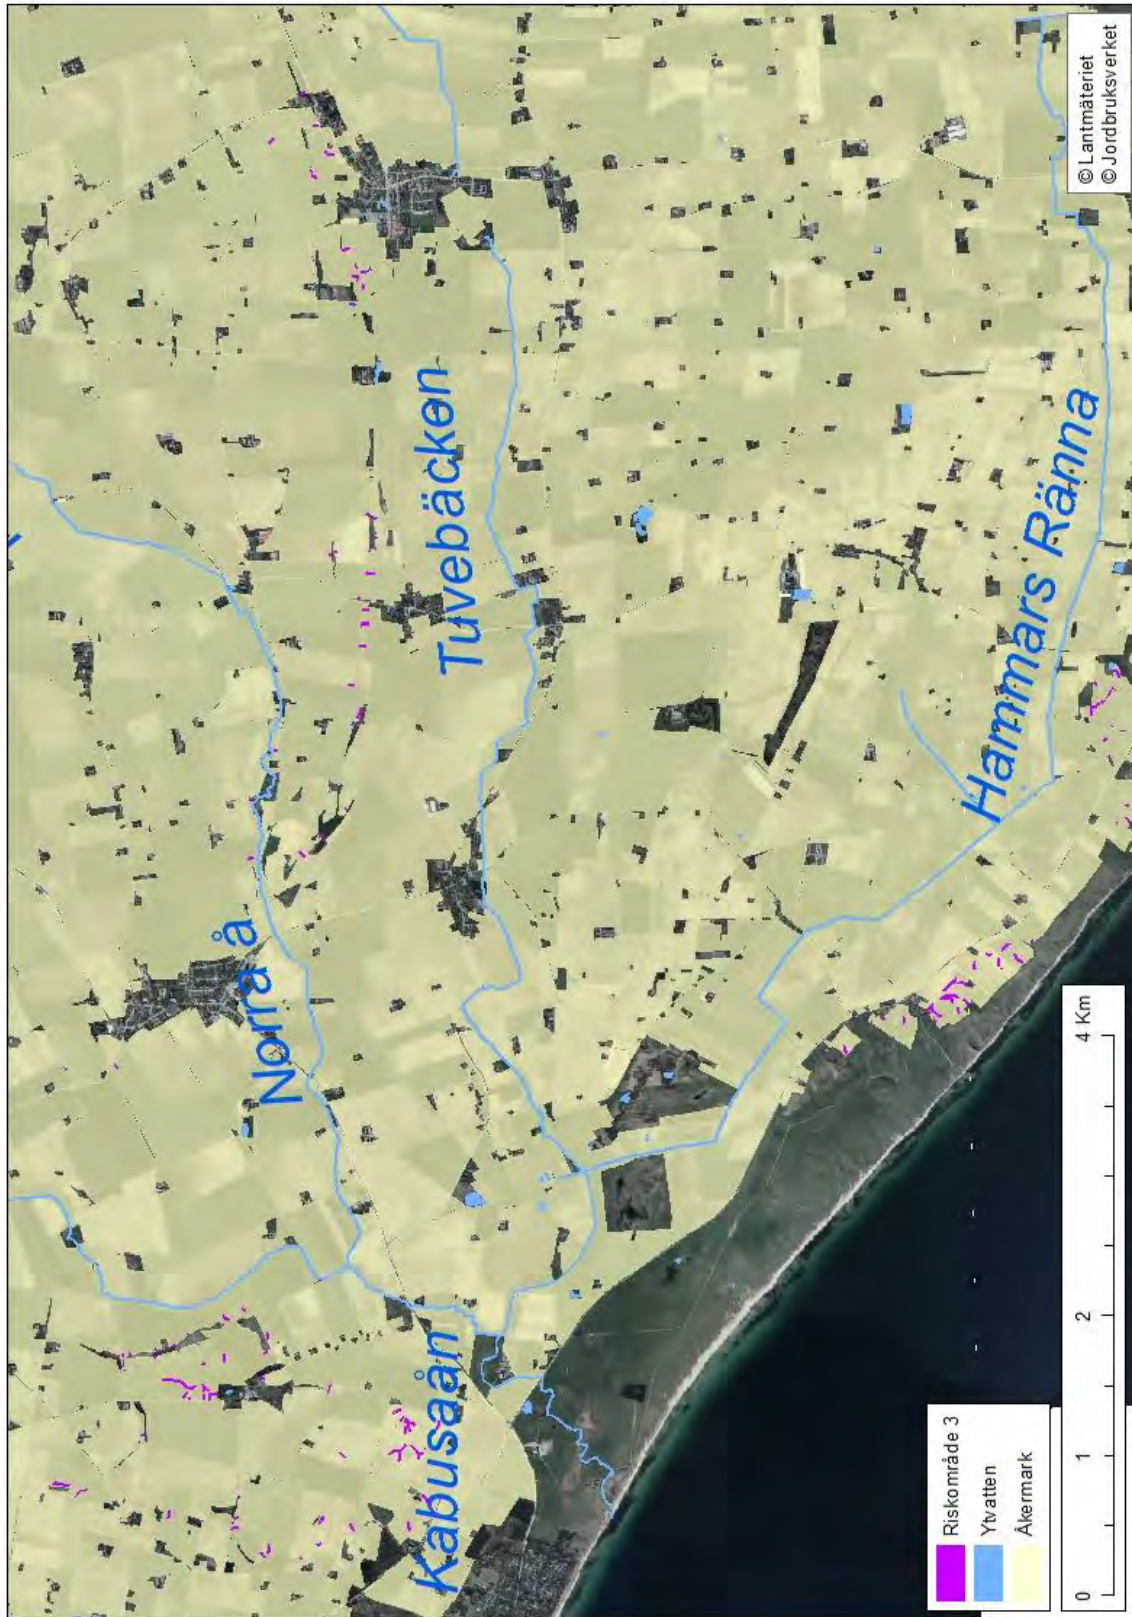 Norra å
Tuvebäcken
Kabusaån
Hammars Ränna
Riskområde 3
Ytvatten
Åkermark
0 1 2 4 Km
© Lantmäteriet
© Jordbruksverket